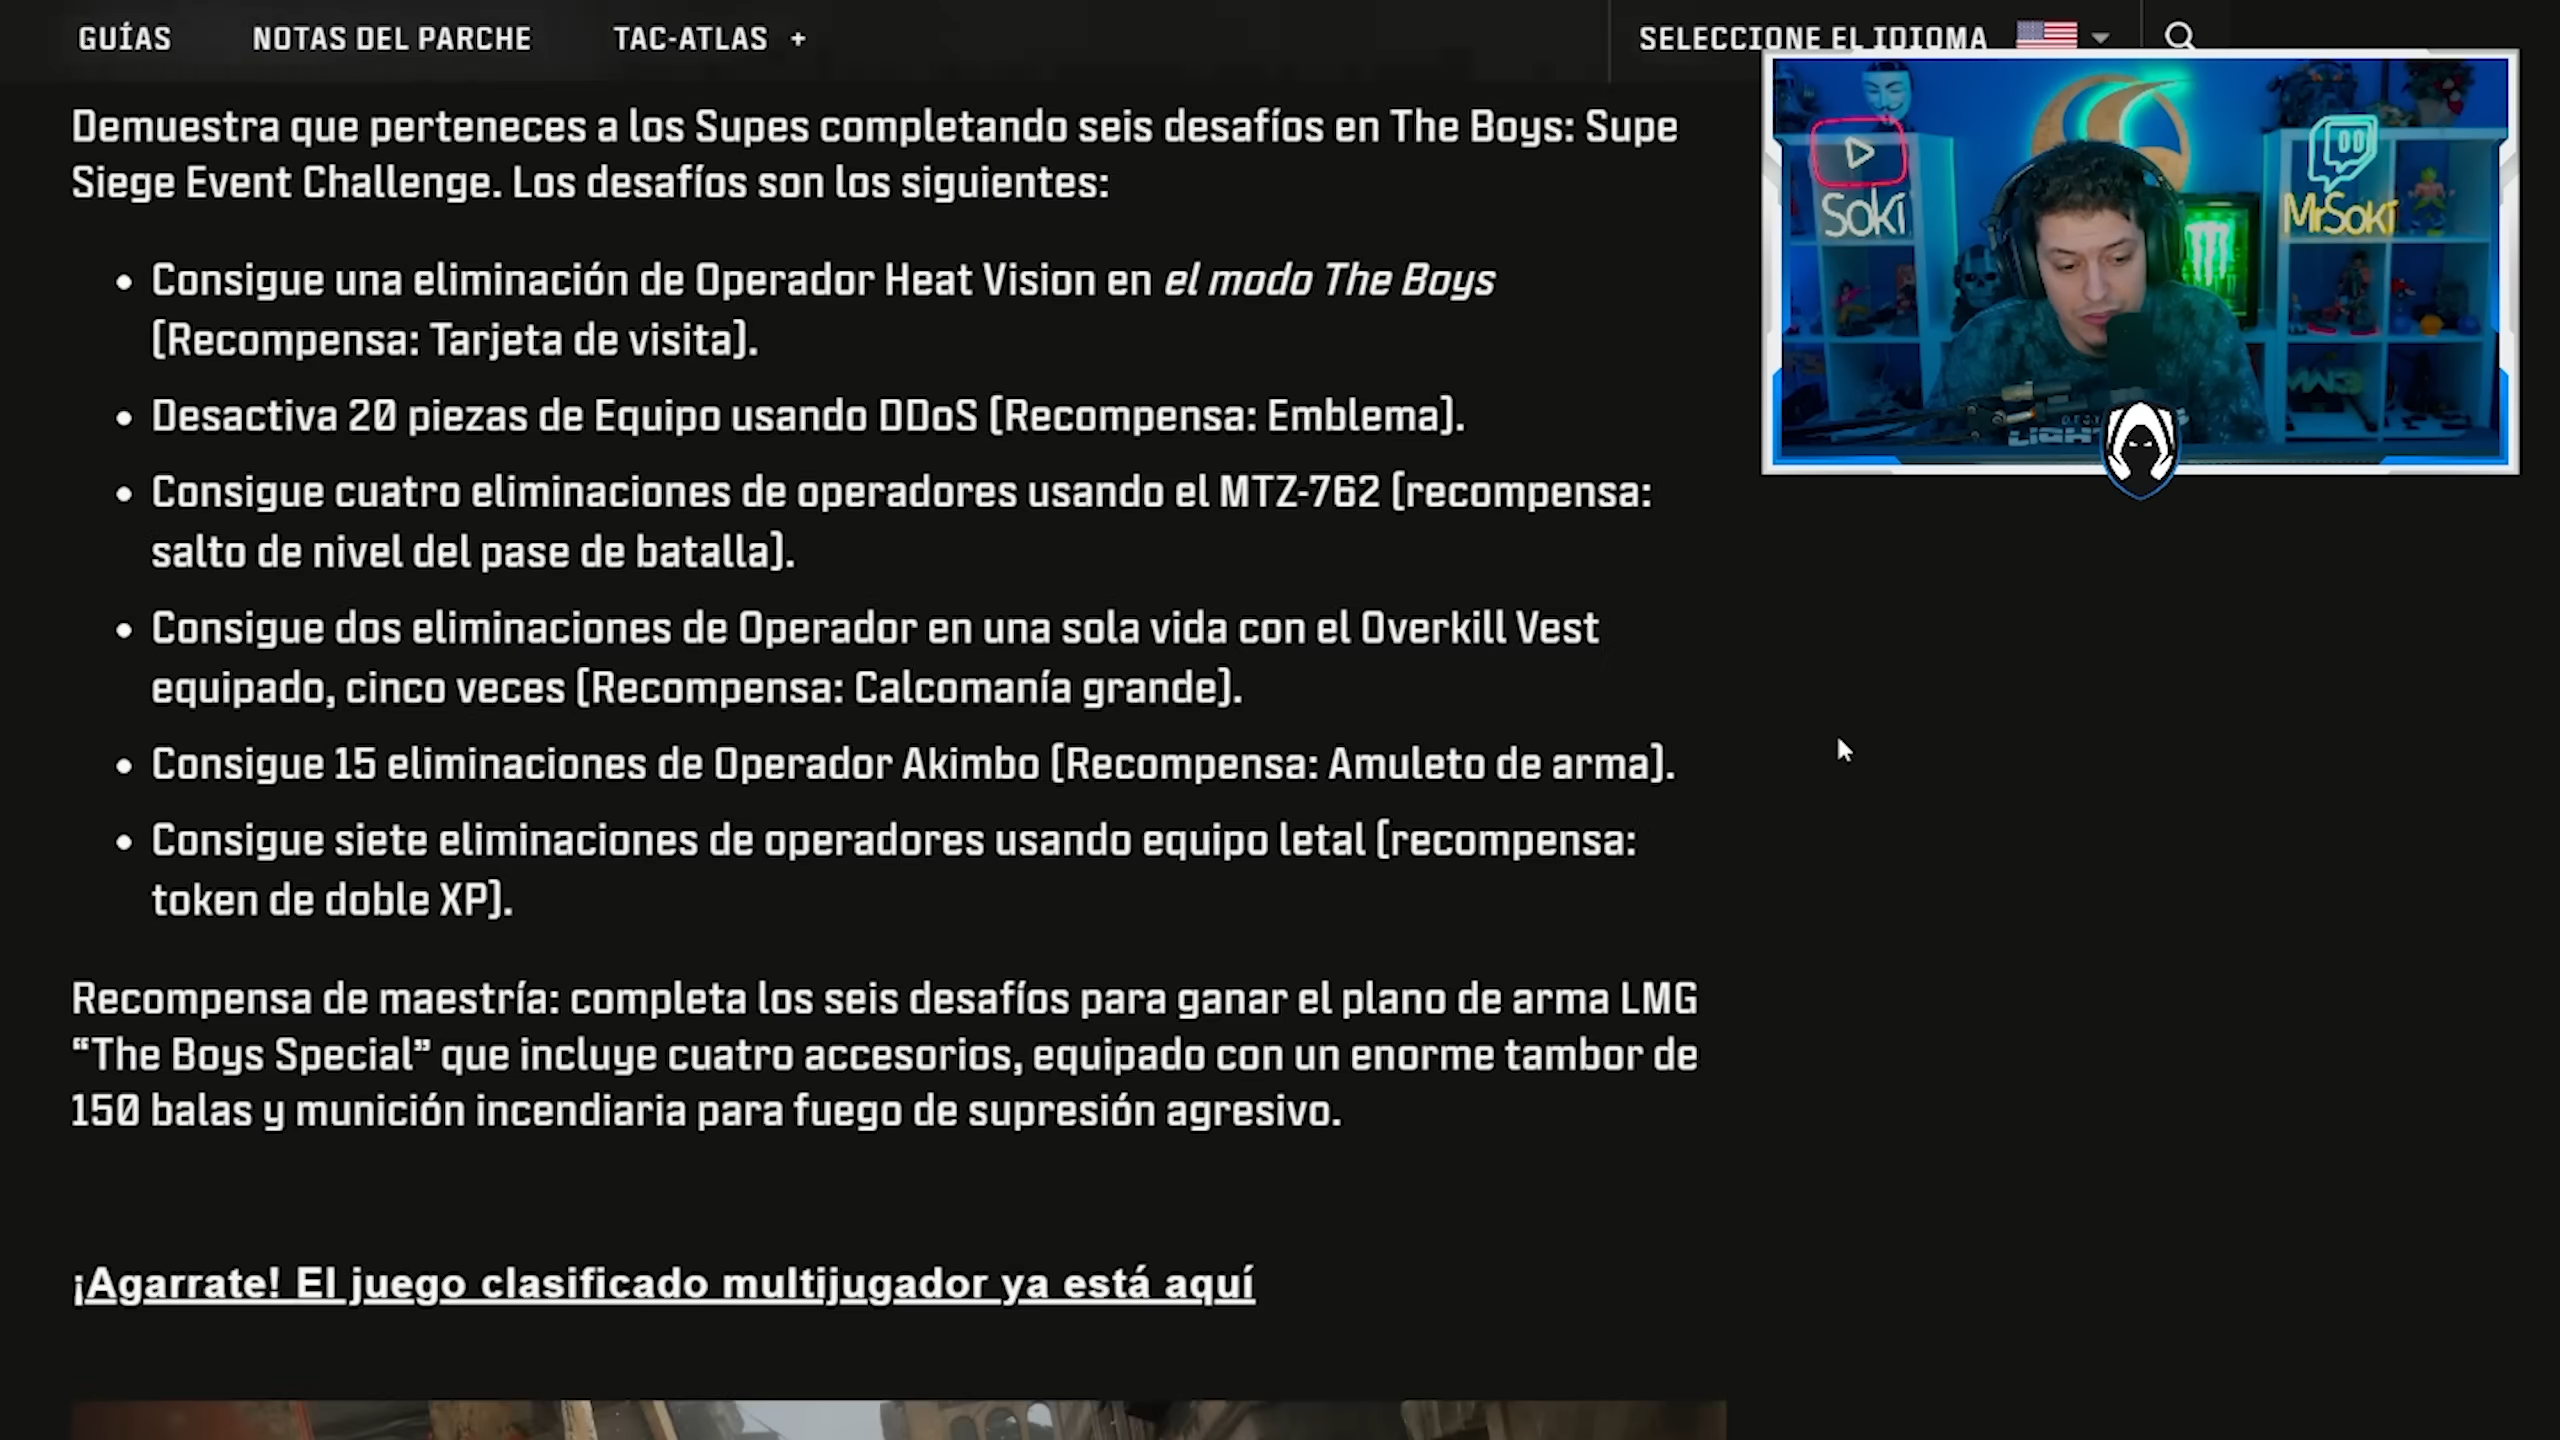 GUÍAS NOTAS DEL PARCHE TAC-ATLAS + SELECCIONE EL IDIOMA
Soki
MrSoki
Demuestra que perteneces a los Supes completando seis desafíos en The Boys: Supe
Siege Event Challenge. Los desafíos son los siguientes:
• Consigue una eliminación de Operador Heat Vision en el modo The Boys
[Recompensa: Tarjeta de visita].
• Desactiva 20 piezas de Equipo usando DDoS [Recompensa: Emblema].
• Consigue cuatro eliminaciones de operadores usando el MTZ-762 [recompensa:
salto de nivel del pase de batalla].
• Consigue dos eliminaciones de Operador en una sola vida con el Overkill Vest
equipado, cinco veces [Recompensa: Calcomanía grande].
• Consigue 15 eliminaciones de Operador Akimbo [Recompensa: Amuleto de arma].
• Consigue siete eliminaciones de operadores usando equipo letal [recompensa:
token de doble XP].
Recompensa de maestría: completa los seis desafíos para ganar el plano de arma LMG
“The Boys Special” que incluye cuatro accesorios, equipado con un enorme tambor de
150 balas y munición incendiaria para fuego de supresión agresivo.
¡Agarrate! El juego clasificado multijugador ya está aquí